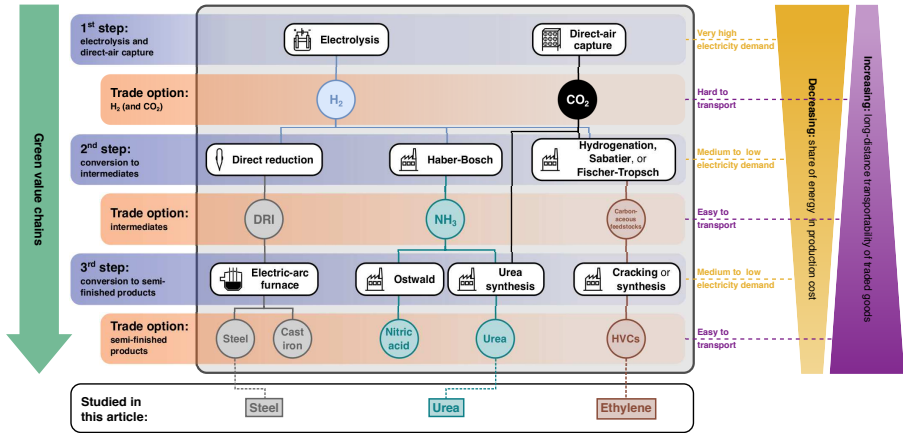 Green value chains
1st step:
electrolysis and
direct-air capture
Electrolysis
Direct-air
capture
Very high
electricity demand
Trade option:
H2 (and CO2)
H2
CO2
Hard to
transport
2nd step:
conversion to
intermediates
Direct reduction
Haber-Bosch
Hydrogenation,
Sabatier, or
Fischer-Tropsch
Medium to low
electricity demand
Trade option:
intermediates
DRI
NH3
Carbon-
aceous
feedstocks
Easy to
transport
3rd step:
conversion to semi-
finished products
Electric-arc
furnace
Ostwald
Urea
synthesis
Cracking or
synthesis
Medium to low
electricity demand
Trade option:
semi-finished
products
Steel
Cast
iron
Nitric
acid
Urea
HVCs
Easy to
transport
Decreasing: share of energy in production cost
Increasing: long-distance transportability of traded goods
Studied in
this article:
Steel
Urea
Ethylene